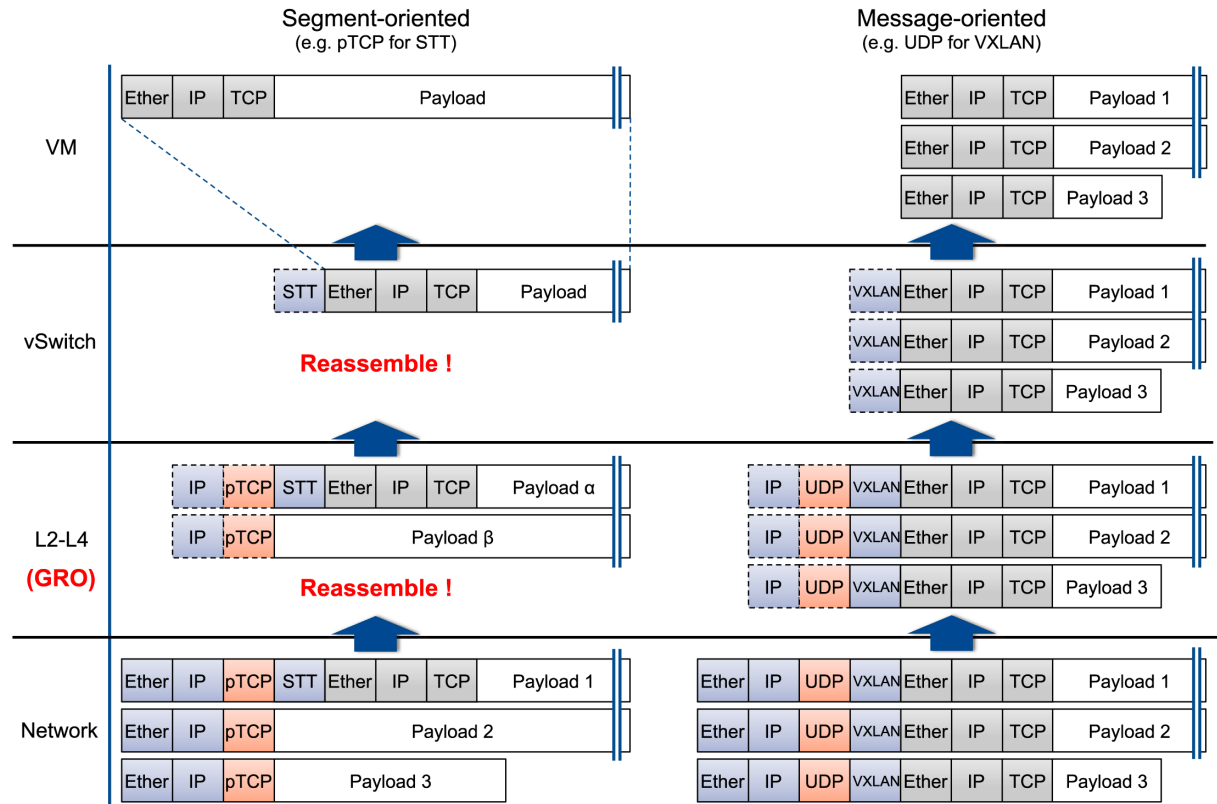 Segment-oriented
(e.g. pTCP for STT)
Message-oriented
(e.g. UDP for VXLAN)
VM
Ether IP TCP Payload
Ether IP TCP Payload 1
Ether IP TCP Payload 2
Ether IP TCP Payload 3
vSwitch
STT Ether IP TCP Payload
Reassemble !
VXLAN Ether IP TCP Payload 1
VXLAN Ether IP TCP Payload 2
VXLAN Ether IP TCP Payload 3
L2-L4
(GRO)
IP pTCP STT Ether IP TCP Payload α
IP pTCP Payload β
Reassemble !
IP UDP VXLAN Ether IP TCP Payload 1
IP UDP VXLAN Ether IP TCP Payload 2
IP UDP VXLAN Ether IP TCP Payload 3
Network
Ether IP pTCP STT Ether IP TCP Payload 1
Ether IP pTCP Payload 2
Ether IP pTCP Payload 3
Ether IP UDP VXLAN Ether IP TCP Payload 1
Ether IP UDP VXLAN Ether IP TCP Payload 2
Ether IP UDP VXLAN Ether IP TCP Payload 3